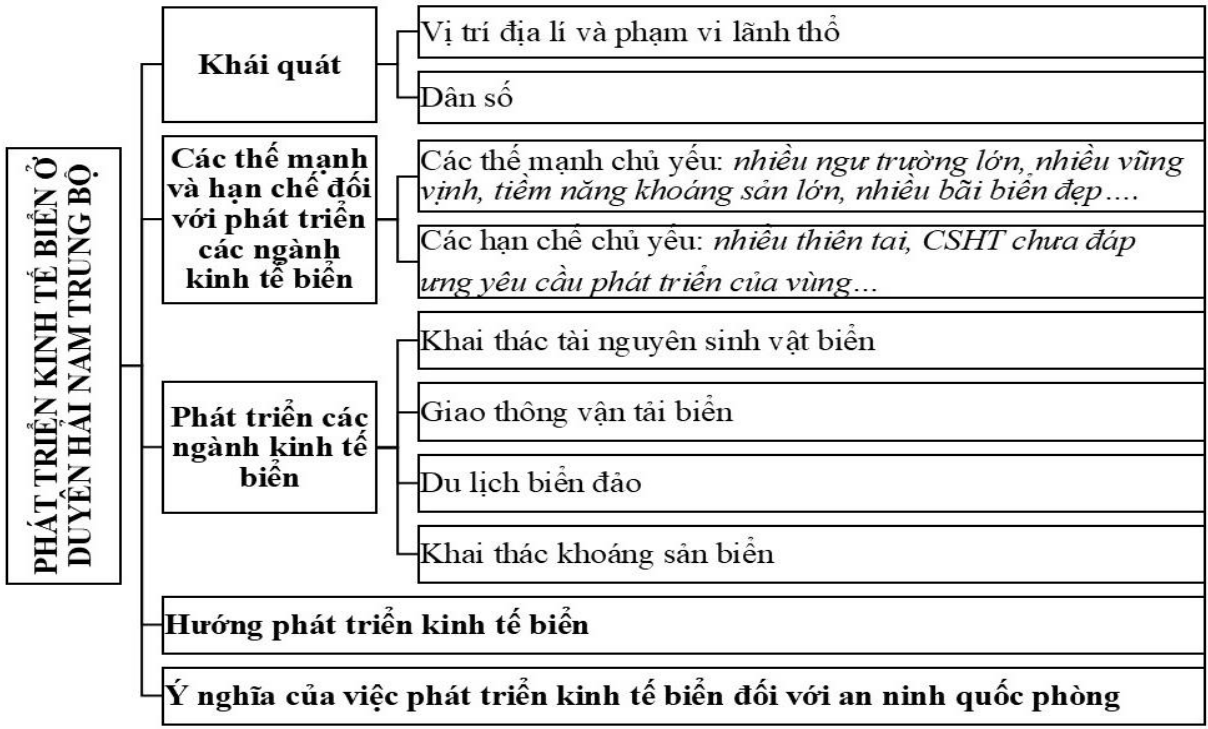 PHÁT TRIỂN KINH TẾ BIỂN Ở
DUYÊN HẢI NAM TRUNG BỘ
Khái quát
Vị trí địa lí và phạm vi lãnh thổ
Dân số
Các thế mạnh
và hạn chế đối
với phát triển
các ngành
kinh tế biển
Các thế mạnh chủ yếu: nhiều ngư trường lớn, nhiều vũng
vịnh, tiềm năng khoáng sản lớn, nhiều bãi biển đẹp….
Các hạn chế chủ yếu: nhiều thiên tai, CSHT chưa đáp
ưng yêu cầu phát triển của vùng…
Phát triển các
ngành kinh tế
biển
Khai thác tài nguyên sinh vật biển
Giao thông vận tải biển
Du lịch biển đảo
Khai thác khoáng sản biển
Hướng phát triển kinh tế biển
Ý nghĩa của việc phát triển kinh tế biển đối với an ninh quốc phòng